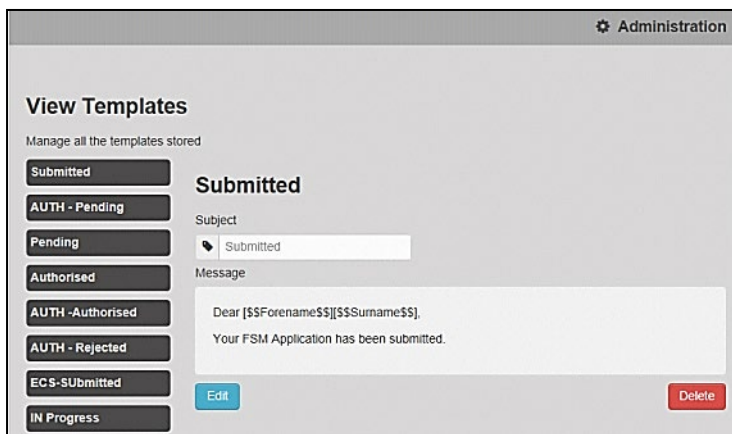 Administration
View Templates
Manage all the templates stored
Submitted
AUTH - Pending
Pending
Authorised
AUTH -Authorised
AUTH - Rejected
ECS-SUbmitted
IN Progress
Submitted
Subject
Submitted
Message
Dear [$$Forename$$][$$Surname$$],
Your FSM Application has been submitted.
Edit
Delete